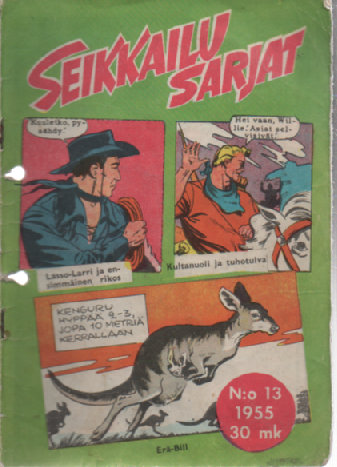 SEIKKAILU
SARJAT
Kuuletko, py-
sähdy!
Hei vaan, Wil-
lie! Asiat sel-
viävät!
Lasso-Larri ja en-
simmäinen rikos
Kultanuoli ja tuhotulva
KENGURU
HYPPÄÄ 9-3,
JOPA 10 METRIÄ
KERRALLAAN
N:o 13
1955
30 mk
Erä-Bill